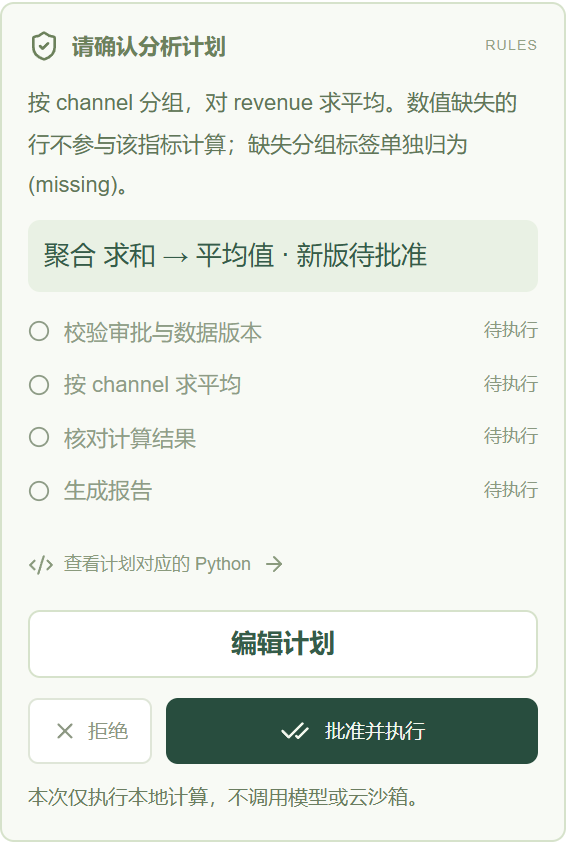 请确认分析计划 RULES
按 channel 分组，对 revenue 求平均。数值缺失的
行不参与该指标计算；缺失分组标签单独归为
(missing)。
聚合 求和 → 平均值 · 新版待批准
校验审批与数据版本 待执行
按 channel 求平均 待执行
核对计算结果 待执行
生成报告 待执行
</> 查看计划对应的 Python →
编辑计划
拒绝 批准并执行
本次仅执行本地计算，不调用模型或云沙箱。